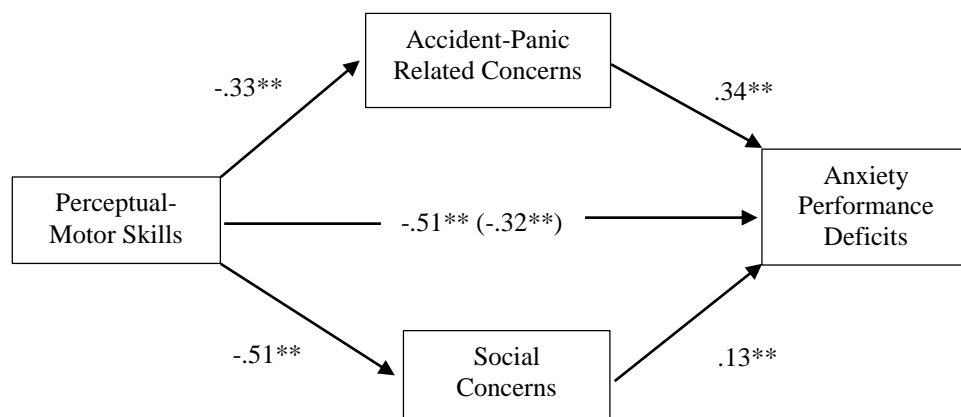 Accident-Panic
Related Concerns
-.33**
.34**
Perceptual-
Motor Skills
-.51** (-.32**)
Anxiety
Performance
Deficits
-.51**
Social
Concerns
.13**